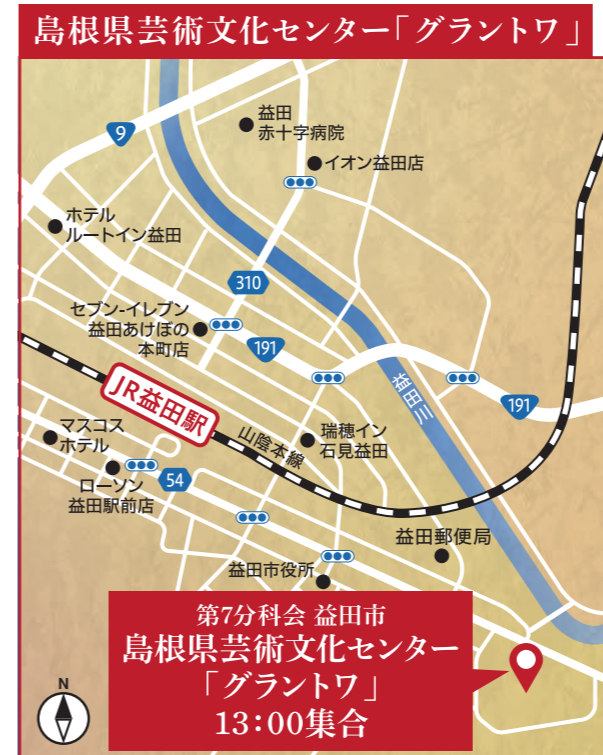 島根県芸術文化センター「グラントワ」
9
益田
赤十字病院
イオン益田店
ホテル
ルートイン益田
310
セブン-イレブン
益田あけぼの
本町店
191
JR益田駅
益田川
191
マスコス
ホテル
山陰本線
瑞穂イン
石見益田
ローソン
益田駅前店
54
益田郵便局
益田市役所
第7分科会 益田市
島根県芸術文化センター
「グラントワ」
13:00集合
N